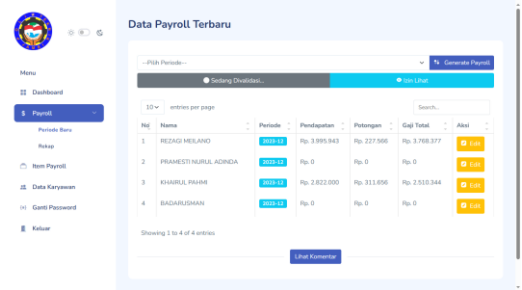 Data Payroll Terbaru
--Pilih Periode--
Generate Payroll
Sedang Divalidasi...
Izin Lihat
Menu
Dashboard
Payroll
Periode Baru
Rekap
Item Payroll
Data Karyawan
Ganti Password
Keluar
10 entries per page
Search...
No Nama Periode Pendapatan Potongan Gaji Total Aksi
1 REZAGI MEILANO 2023-12 Rp. 3.995.943 Rp. 227.566 Rp. 3.768.377 Edit
2 PRAMESTI NURUL ADINDA 2023-12 Rp. 0 Rp. 0 Rp. 0 Edit
3 KHAIRUL PAHMI 2023-12 Rp. 2.822.000 Rp. 311.656 Rp. 2.510.344 Edit
4 BADARUSMAN 2023-12 Rp. 0 Rp. 0 Rp. 0 Edit
Showing 1 to 4 of 4 entries
Lihat Komentar